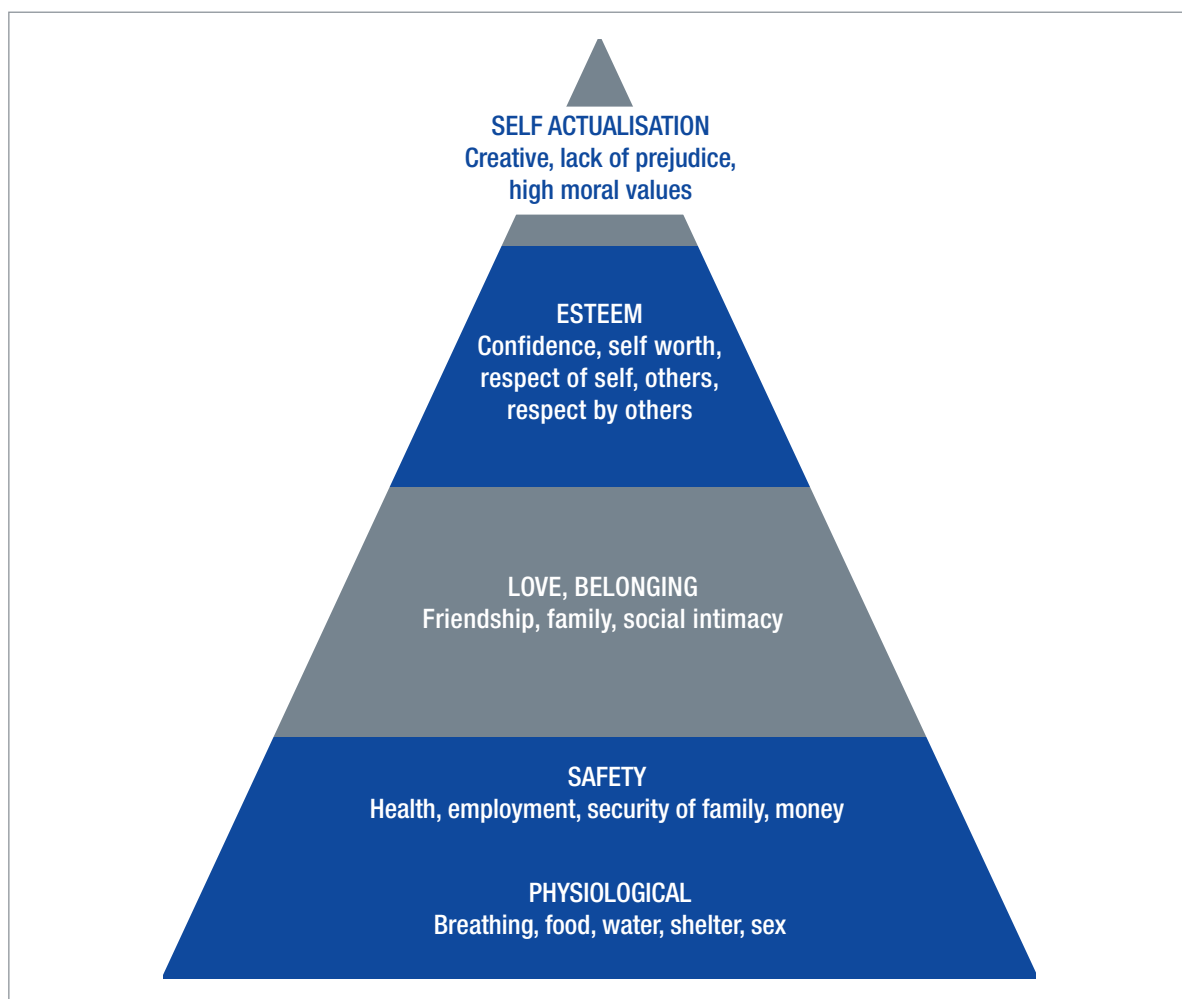 SELF ACTUALISATION
Creative, lack of prejudice,
high moral values
ESTEEM
Confidence, self worth,
respect of self, others,
respect by others
LOVE, BELONGING
Friendship, family, social intimacy
SAFETY
Health, employment, security of family, money
PHYSIOLOGICAL
Breathing, food, water, shelter, sex